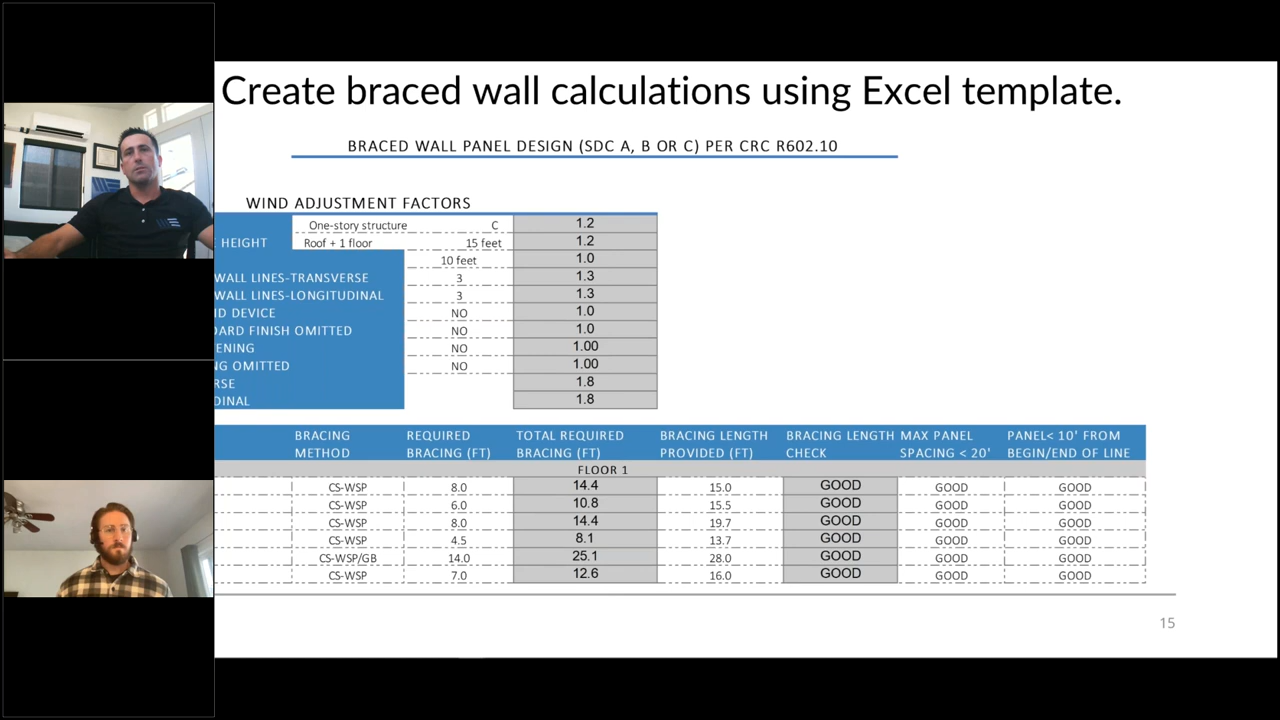 Create braced wall calculations using Excel template.
BRACED WALL PANEL DESIGN (SDC A, B OR C) PER CRC R602.10
WIND ADJUSTMENT FACTORS
One-story structure C 1.2
HEIGHT Roof + 1 floor 15 feet 1.2
10 feet 1.0
WALL LINES-TRANSVERSE 3 1.3
WALL LINES-LONGITUDINAL 3 1.3
DEVICE NO 1.0
FINISH OMITTED NO 1.0
NO 1.00
OMITTED NO 1.00
1.8
1.8
BRACING METHOD REQUIRED BRACING (FT) TOTAL REQUIRED BRACING (FT) BRACING LENGTH PROVIDED (FT) BRACING LENGTH CHECK MAX PANEL SPACING < 20' PANEL< 10' FROM BEGIN/END OF LINE
FLOOR 1
CS-WSP 8.0 14.4 15.0 GOOD GOOD GOOD
CS-WSP 6.0 10.8 15.5 GOOD GOOD GOOD
CS-WSP 8.0 14.4 19.7 GOOD GOOD GOOD
CS-WSP 4.5 8.1 13.7 GOOD GOOD GOOD
CS-WSP/GB 14.0 25.1 28.0 GOOD GOOD GOOD
CS-WSP 7.0 12.6 16.0 GOOD GOOD GOOD
15